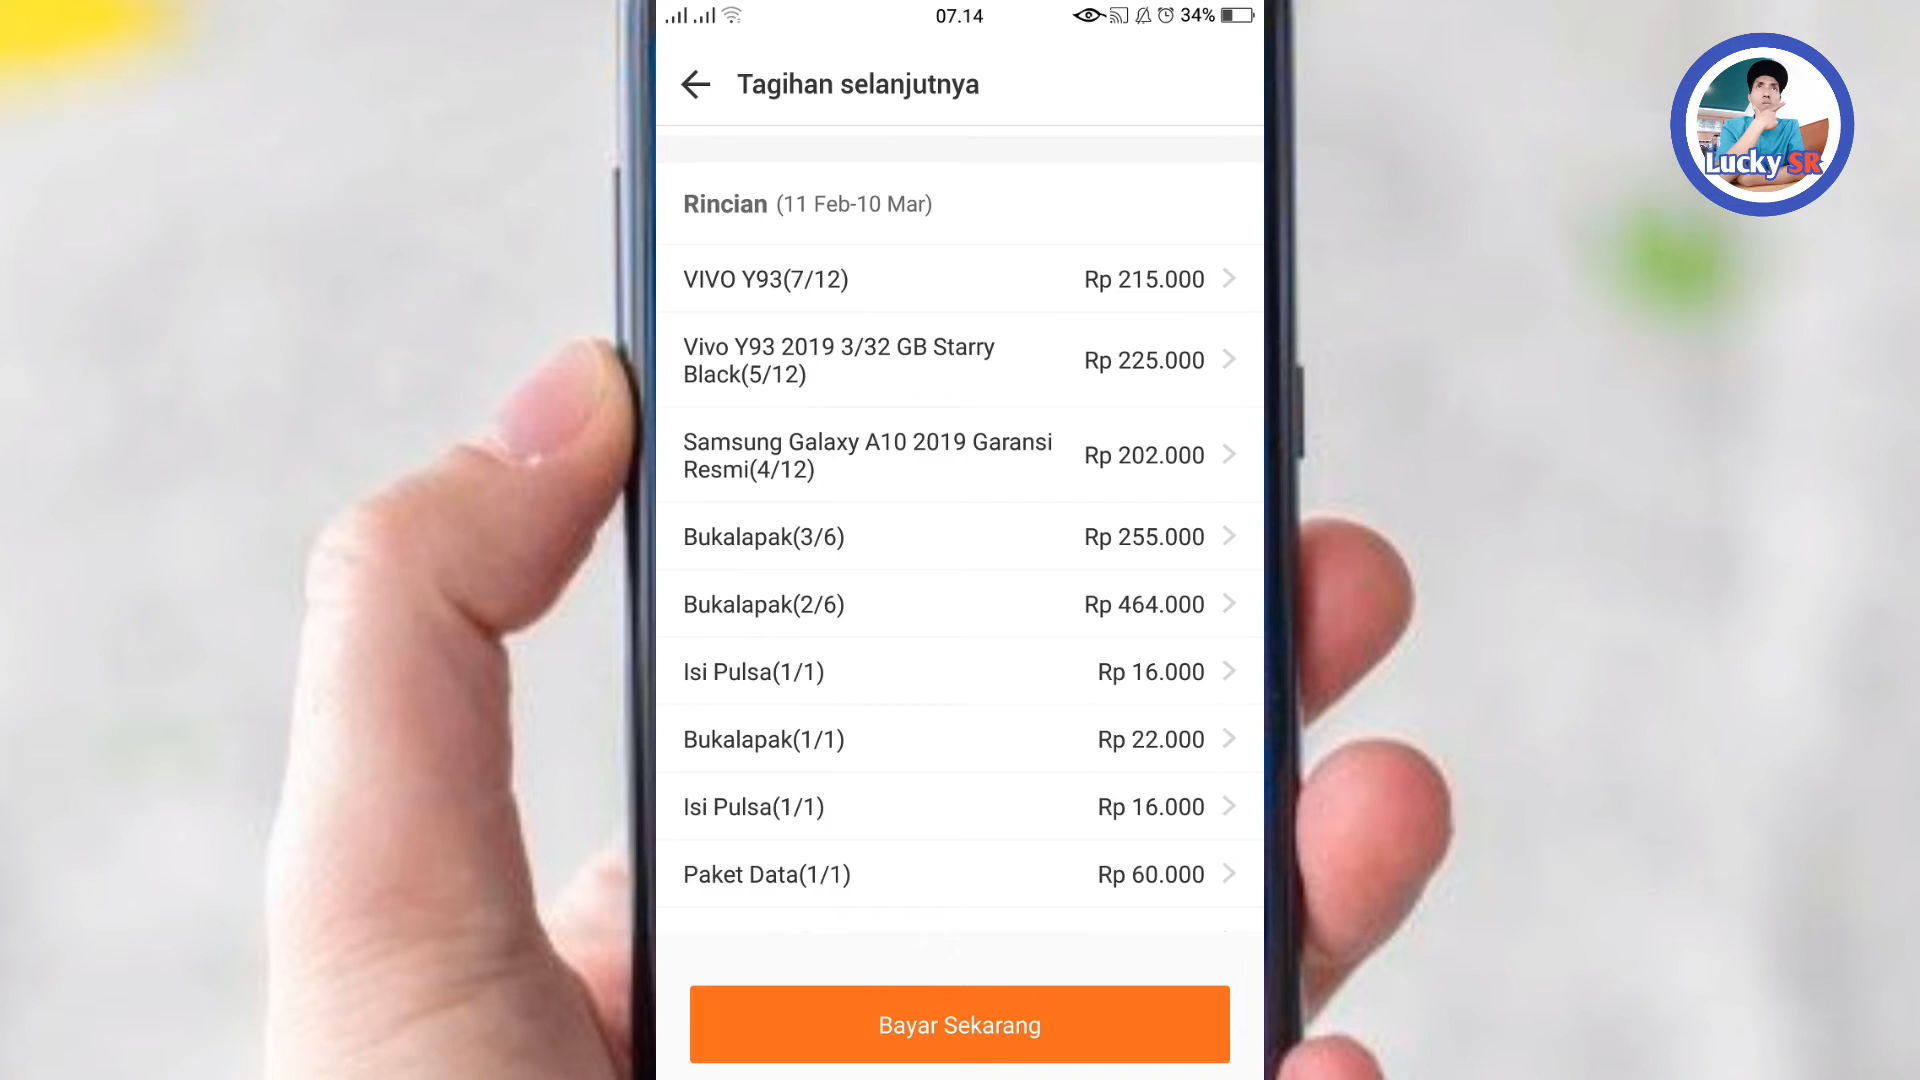 07.14
34%
Tagihan selanjutnya
Rincian (11 Feb-10 Mar)
VIVO Y93(7/12) Rp 215.000
Vivo Y93 2019 3/32 GB Starry
Black(5/12) Rp 225.000
Samsung Galaxy A10 2019 Garansi
Resmi(4/12) Rp 202.000
Bukalapak(3/6) Rp 255.000
Bukalapak(2/6) Rp 464.000
Isi Pulsa(1/1) Rp 16.000
Bukalapak(1/1) Rp 22.000
Isi Pulsa(1/1) Rp 16.000
Paket Data(1/1) Rp 60.000
Bayar Sekarang
Lucky SR